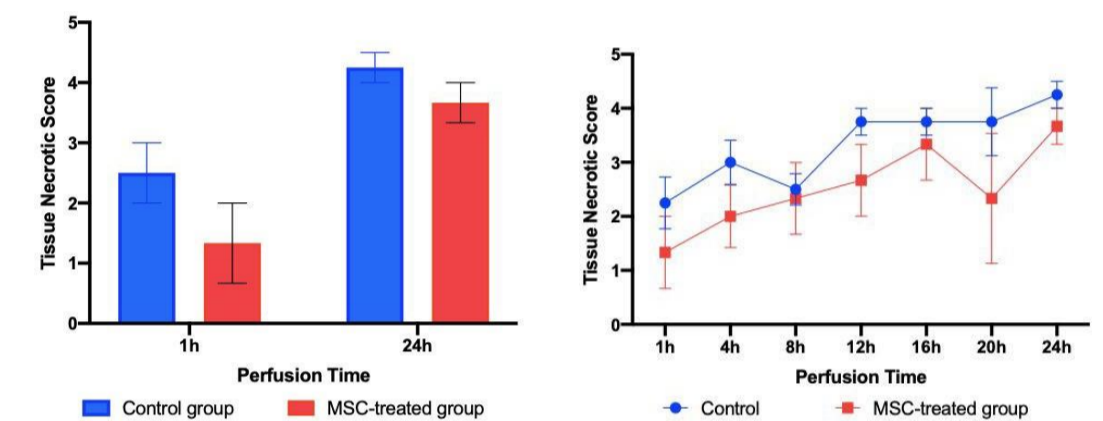 5
4
3
2
1
0
Tissue Necrotic Score
1h 24h
Perfusion Time
Control group MSC-treated group
5
4
3
2
1
0
Tissue Necrotic Score
1h 4h 8h 12h 16h 20h 24h
Perfusion Time
Control MSC-treated group